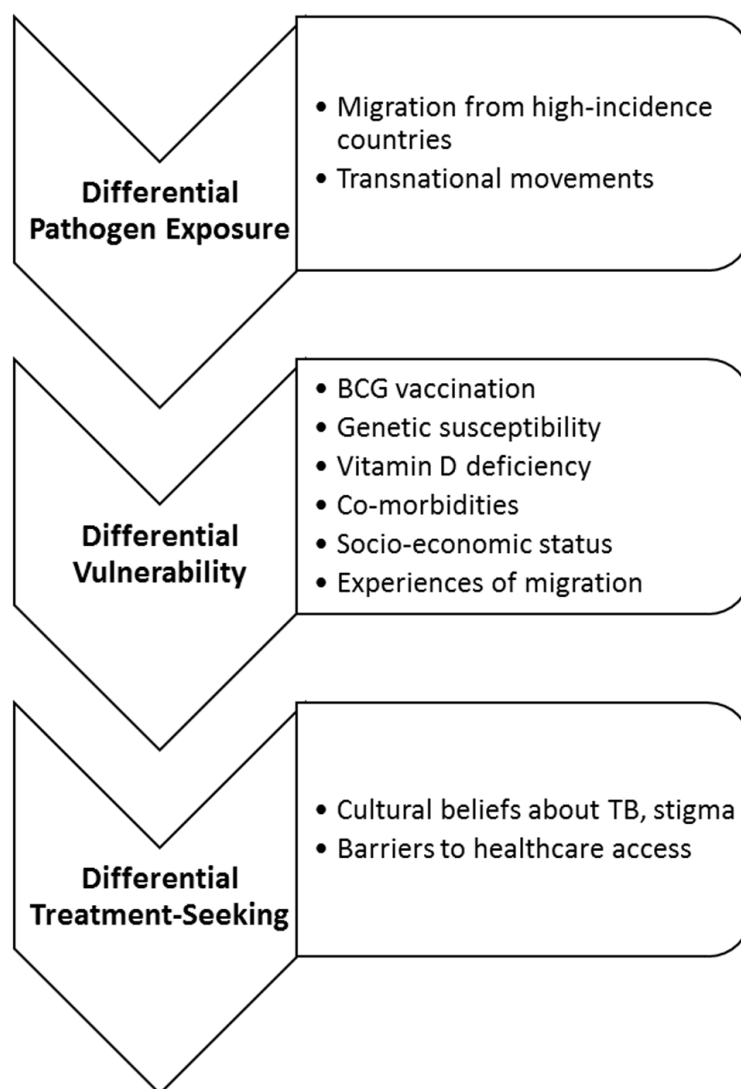 Differential
Pathogen Exposure
• Migration from high-incidence
countries
• Transnational movements
Differential
Vulnerability
• BCG vaccination
• Genetic susceptibility
• Vitamin D deficiency
• Co-morbidities
• Socio-economic status
• Experiences of migration
Differential
Treatment-Seeking
• Cultural beliefs about TB, stigma
• Barriers to healthcare access